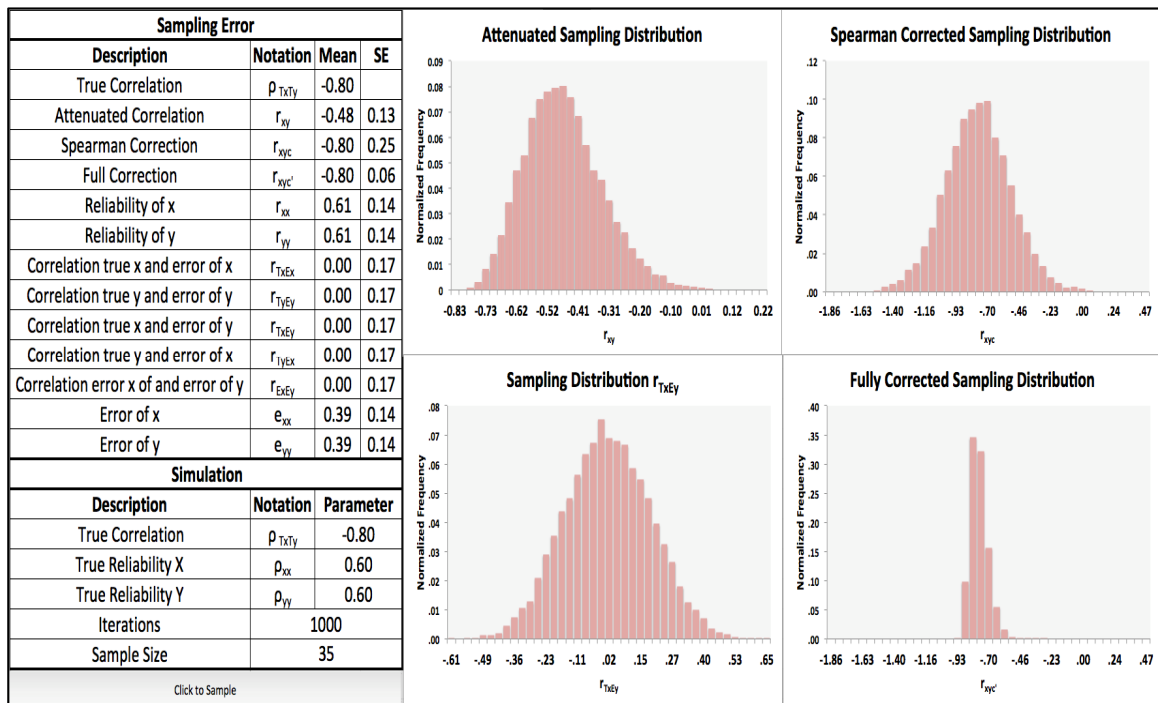 Sampling Error
Description Notation Mean SE
True Correlation ρ TxTy -0.80
Attenuated Correlation rxy -0.48 0.13
Spearman Correction rxyc -0.80 0.25
Full Correction rxyc' -0.80 0.06
Reliability of x rxx 0.61 0.14
Reliability of y ryy 0.61 0.14
Correlation true x and error of x rTxEx 0.00 0.17
Correlation true y and error of y rTyEy 0.00 0.17
Correlation true x and error of y rTxEy 0.00 0.17
Correlation true y and error of x rTyEx 0.00 0.17
Correlation error x of and error of y rExEy 0.00 0.17
Error of x exx 0.39 0.14
Error of y eyy 0.39 0.14
Simulation
Description Notation Parameter
True Correlation ρ TxTy -0.80
True Reliability X ρxx 0.60
True Reliability Y ρyy 0.60
Iterations 1000
Sample Size 35
Click to Sample
Attenuated Sampling Distribution
Normalized Frequency
0.09
0.08
0.07
0.06
0.05
0.04
0.03
0.02
0.01
0
-0.83 -0.73 -0.62 -0.52 -0.41 -0.31 -0.20 -0.10 0.01 0.12 0.22
rxy
Spearman Corrected Sampling Distribution
Normalized Frequency
.12
.10
.08
.06
.04
.02
.00
-1.86 -1.63 -1.40 -1.16 -.93 -.70 -.46 -.23 .00 .24 .47
rxyc
Sampling Distribution rTxEy
Normalized Frequency
.08
.07
.06
.05
.04
.03
.02
.01
.00
-.61 -.49 -.36 -.23 -.11 .02 .15 .27 .40 .53 .65
rTxEy
Fully Corrected Sampling Distribution
Normalized Frequency
.40
.35
.30
.25
.20
.15
.10
.05
.00
-1.86 -1.63 -1.40 -1.16 -.93 -.70 -.46 -.23 .00 .24 .47
rxyc'